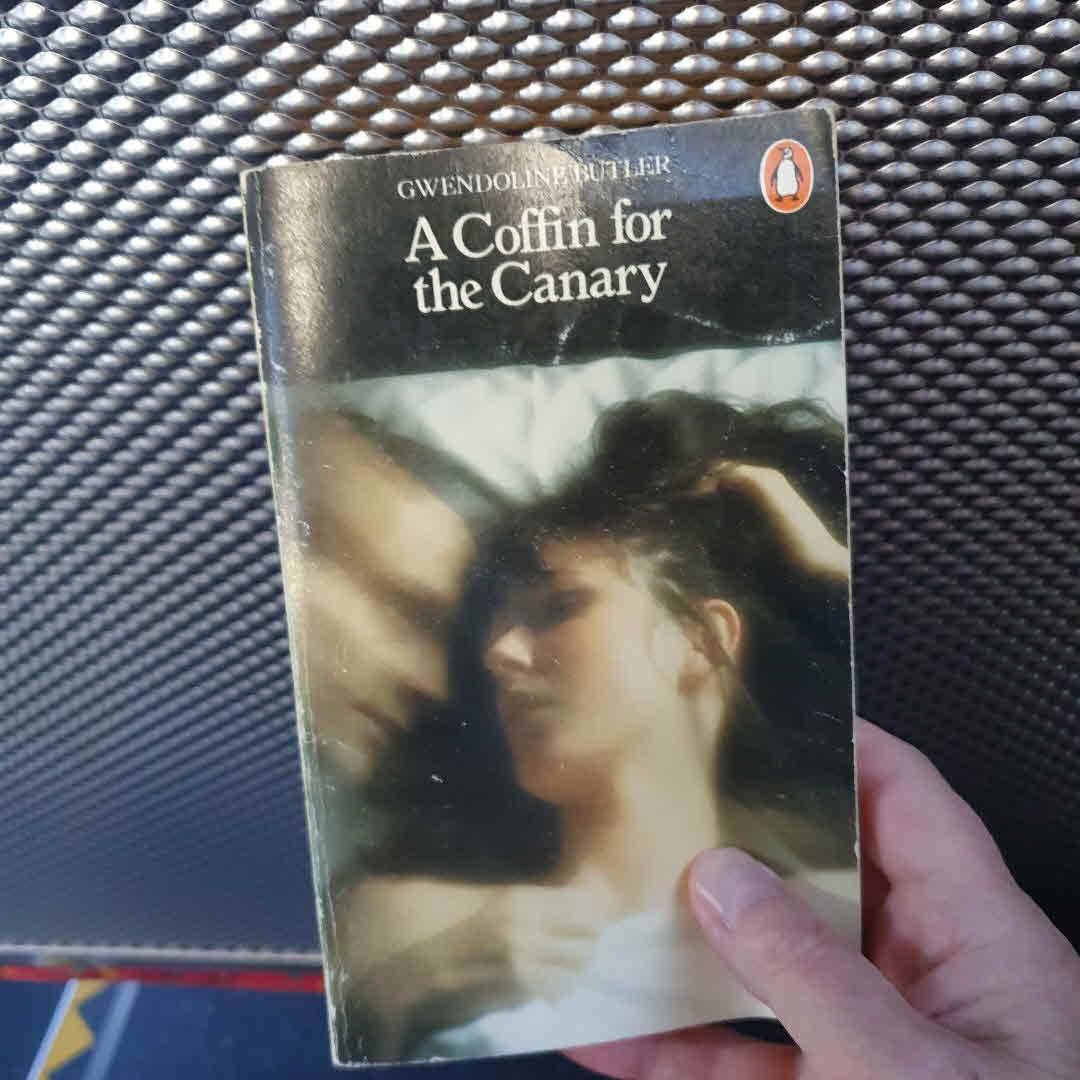 GWENDOLINE BUTLER
A Coffin for
the Canary